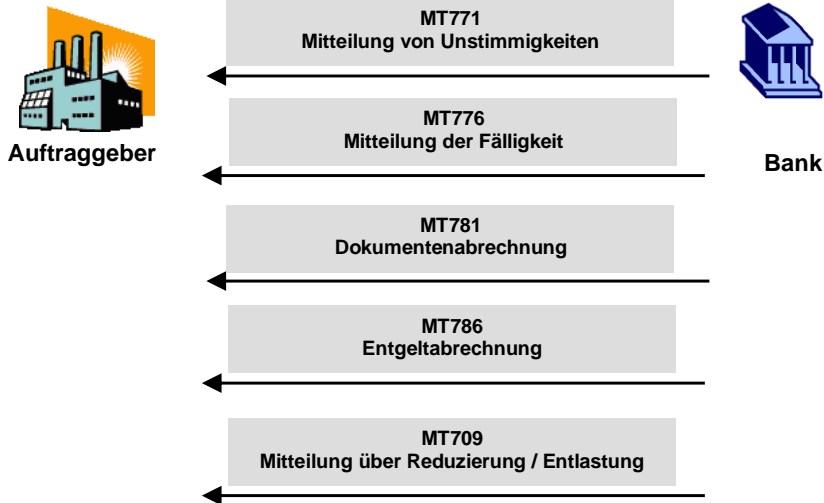 MT771
Mitteilung von Unstimmigkeiten
MT776
Mitteilung der Fälligkeit
Auftraggeber
Bank
MT781
Dokumentenabrechnung
MT786
Entgeltabrechnung
MT709
Mitteilung über Reduzierung / Entlastung